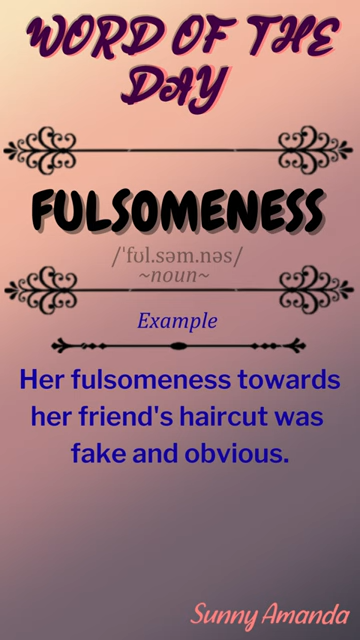 WORD OF THE
DAY
FULSOMENESS
/ˈfʊl.səm.nəs/
~noun~
Example
Her fulsomeness towards
her friend's haircut was
fake and obvious.
Sunny Amanda